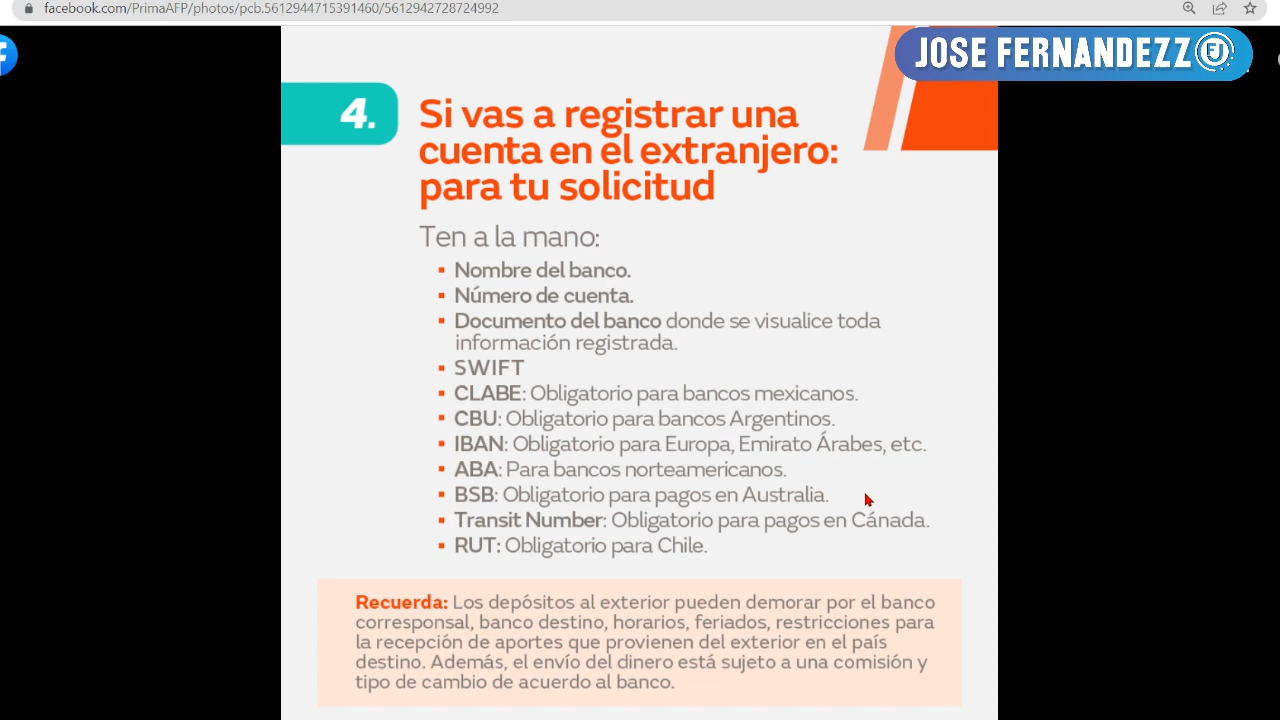 facebook.com/PrimaAFP/photos/pcb.5612944715391460/5612942728724992
JOSE FERNANDEZZ
4.
Si vas a registrar una
cuenta en el extranjero:
para tu solicitud
Ten a la mano:
▪ Nombre del banco.
▪ Número de cuenta.
▪ Documento del banco donde se visualice toda
información registrada.
▪ SWIFT
▪ CLABE: Obligatorio para bancos mexicanos.
▪ CBU: Obligatorio para bancos Argentinos.
▪ IBAN: Obligatorio para Europa, Emirato Árabes, etc.
▪ ABA: Para bancos norteamericanos.
▪ BSB: Obligatorio para pagos en Australia.
▪ Transit Number: Obligatorio para pagos en Cánada.
▪ RUT: Obligatorio para Chile.
Recuerda: Los depósitos al exterior pueden demorar por el banco
corresponsal, banco destino, horarios, feriados, restricciones para
la recepción de aportes que provienen del exterior en el país
destino. Además, el envío del dinero está sujeto a una comisión y
tipo de cambio de acuerdo al banco.